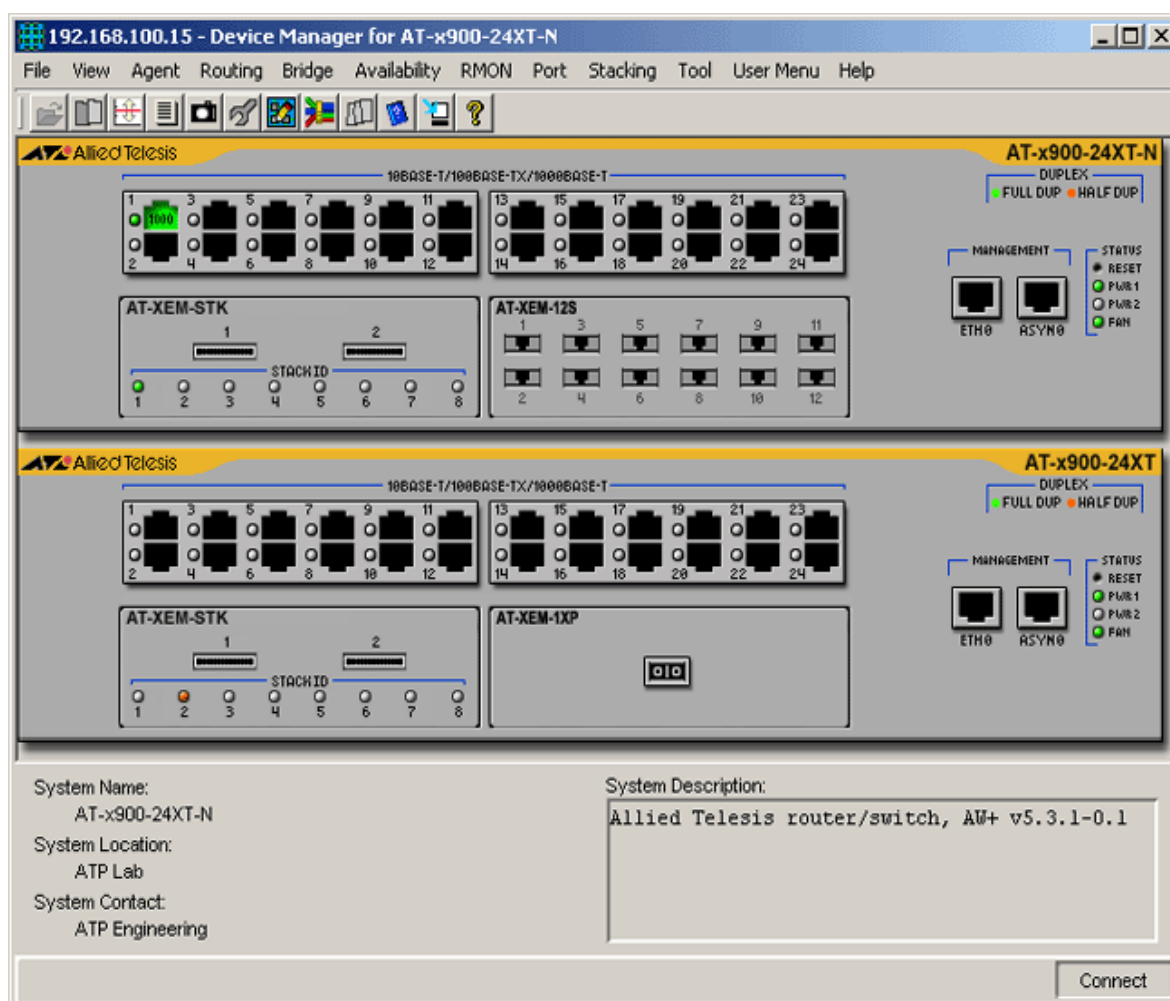 192.168.100.15 - Device Manager for AT-x900-24XT-N
File View Agent Routing Bridge Availability RMON Port Stacking Tool User Menu Help
Allied Telesis
AT-x900-24XT-N
10BASE-T/100BASE-TX/1000BASE-T
DUPLEX
FULL DUP HALF DUP
1 3 5 7 9 11 13 15 17 19 21 23
1000
2 4 6 8 10 12 14 16 18 20 22 24
MANAGEMENT
ETH0 ASYN0
STATUS
RESET
PWR1
PWR2
FAN
AT-XEM-STK
1 2
STACK ID
1 2 3 4 5 6 7 8
AT-XEM-12S
1 3 5 7 9 11
2 4 6 8 10 12
Allied Telesis
AT-x900-24XT
10BASE-T/100BASE-TX/1000BASE-T
DUPLEX
FULL DUP HALF DUP
1 3 5 7 9 11 13 15 17 19 21 23
2 4 6 8 10 12 14 16 18 20 22 24
MANAGEMENT
ETH0 ASYN0
STATUS
RESET
PWR1
PWR2
FAN
AT-XEM-STK
1 2
STACK ID
1 2 3 4 5 6 7 8
AT-XEM-1XP
System Name:
AT-x900-24XT-N
System Location:
ATP Lab
System Contact:
ATP Engineering
System Description:
Allied Telesis router/switch, AW+ v5.3.1-0.1
Connect